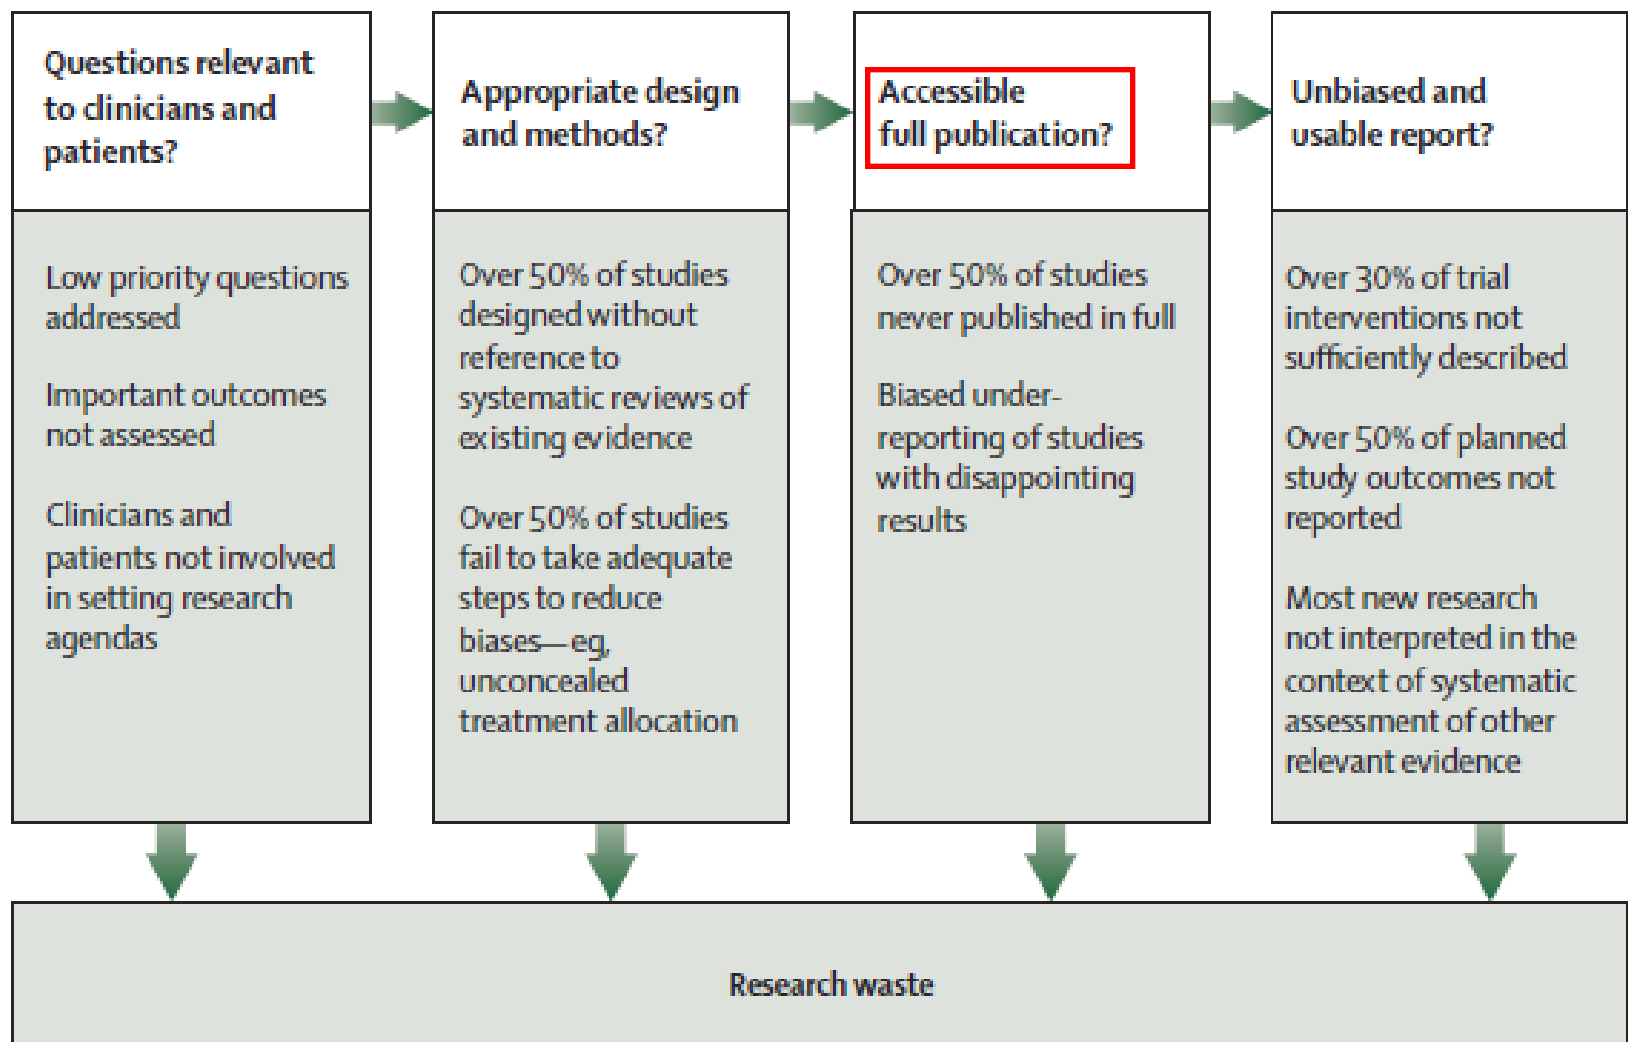 Questions relevant
to clinicians and
patients?
Appropriate design
and methods?
Accessible
full publication?
Unbiased and
usable report?
Low priority questions
addressed
Important outcomes
not assessed
Clinicians and
patients not involved
in setting research
agendas
Over 50% of studies
designed without
reference to
systematic reviews of
existing evidence
Over 50% of studies
fail to take adequate
steps to reduce
biases—eg,
unconcealed
treatment allocation
Over 50% of studies
never published in full
Biased under-
reporting of studies
with disappointing
results
Over 30% of trial
interventions not
sufficiently described
Over 50% of planned
study outcomes not
reported
Most new research
not interpreted in the
context of systematic
assessment of other
relevant evidence
Research waste